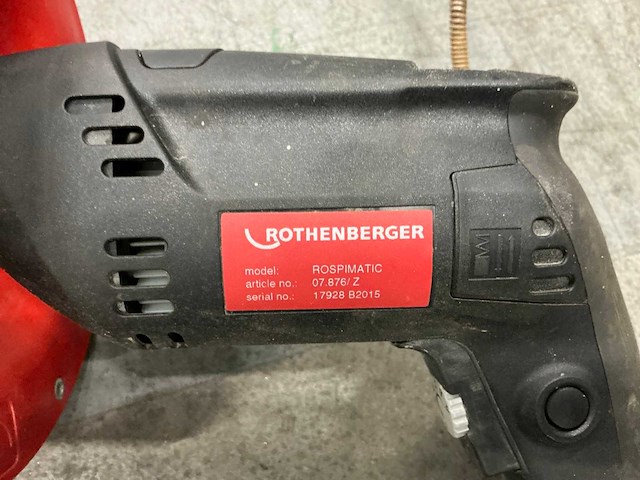 ROTHENBERGER
model: ROSPIMATIC
article no.: 07.876/ Z
serial no.: 17928 B2015